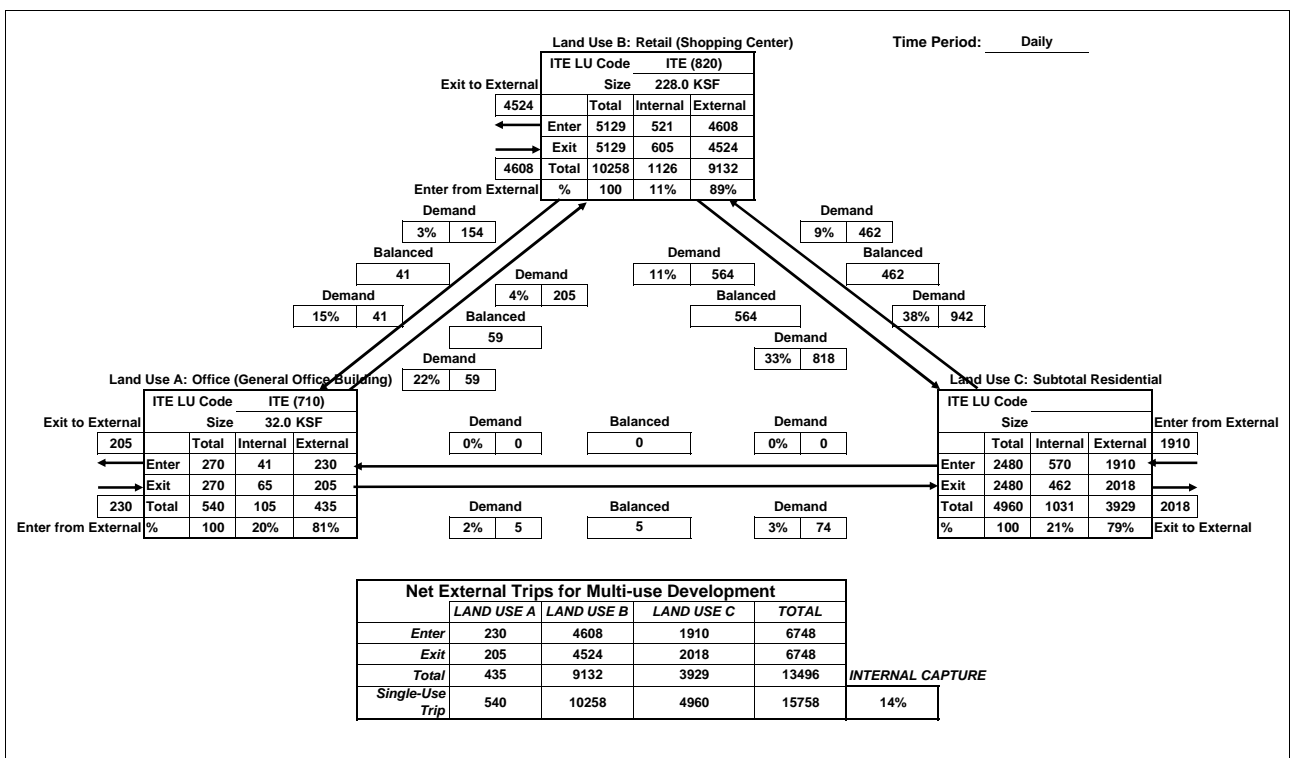 Land Use B: Retail (Shopping Center)
Time Period: Daily
ITE LU Code ITE (820)
Exit to External Size 228.0 KSF
4524 Total Internal External
Enter 5129 521 4608
Exit 5129 605 4524
4608 Total 10258 1126 9132
Enter from External % 100 11% 89%
Demand Demand
3% 154 9% 462
Balanced Demand Balanced
41 11% 564 462
Demand Demand Balanced Demand
15% 41 4% 205 564 38% 942
Balanced Demand
59 33% 818
Demand
22% 59
Land Use A: Office (General Office Building) Land Use C: Subtotal Residential
ITE LU Code ITE (710) ITE LU Code
Exit to External Size 32.0 KSF Demand Balanced Demand Size Enter from External
205 Total Internal External 0% 0 0 0% 0 Total Internal External 1910
Enter 270 41 230 Enter 2480 570 1910
Exit 270 65 205 Exit 2480 462 2018
230 Total 540 105 435 Demand Balanced Demand Total 4960 1031 3929 2018
Enter from External % 100 20% 81% 2% 5 5 3% 74 % 100 21% 79% Exit to External
Net External Trips for Multi-use Development
LAND USE A LAND USE B LAND USE C TOTAL
Enter 230 4608 1910 6748
Exit 205 4524 2018 6748
Total 435 9132 3929 13496 INTERNAL CAPTURE
Single-Use
Trip 540 10258 4960 15758 14%